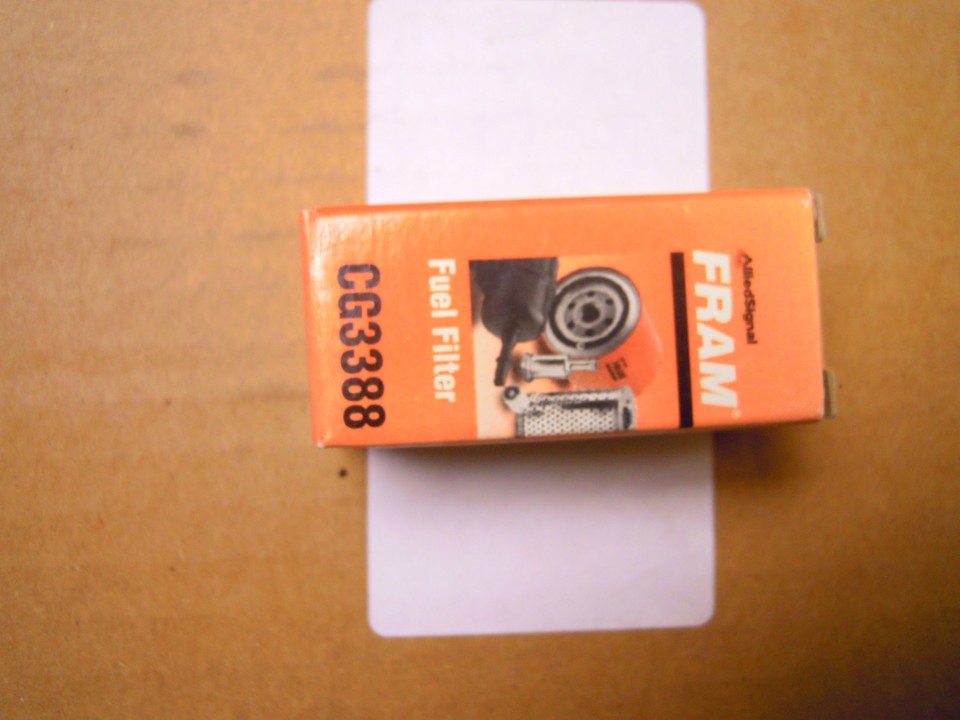 AlliedSignal
FRAM®
Fuel Filter
CG3388